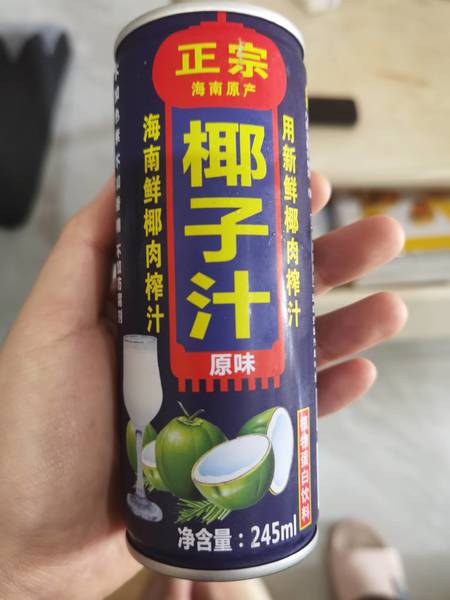 正宗
海南原产
椰子汁
原味
海南鲜椰肉榨汁
用新鲜椰肉榨汁
植物蛋白饮料
净含量：245ml